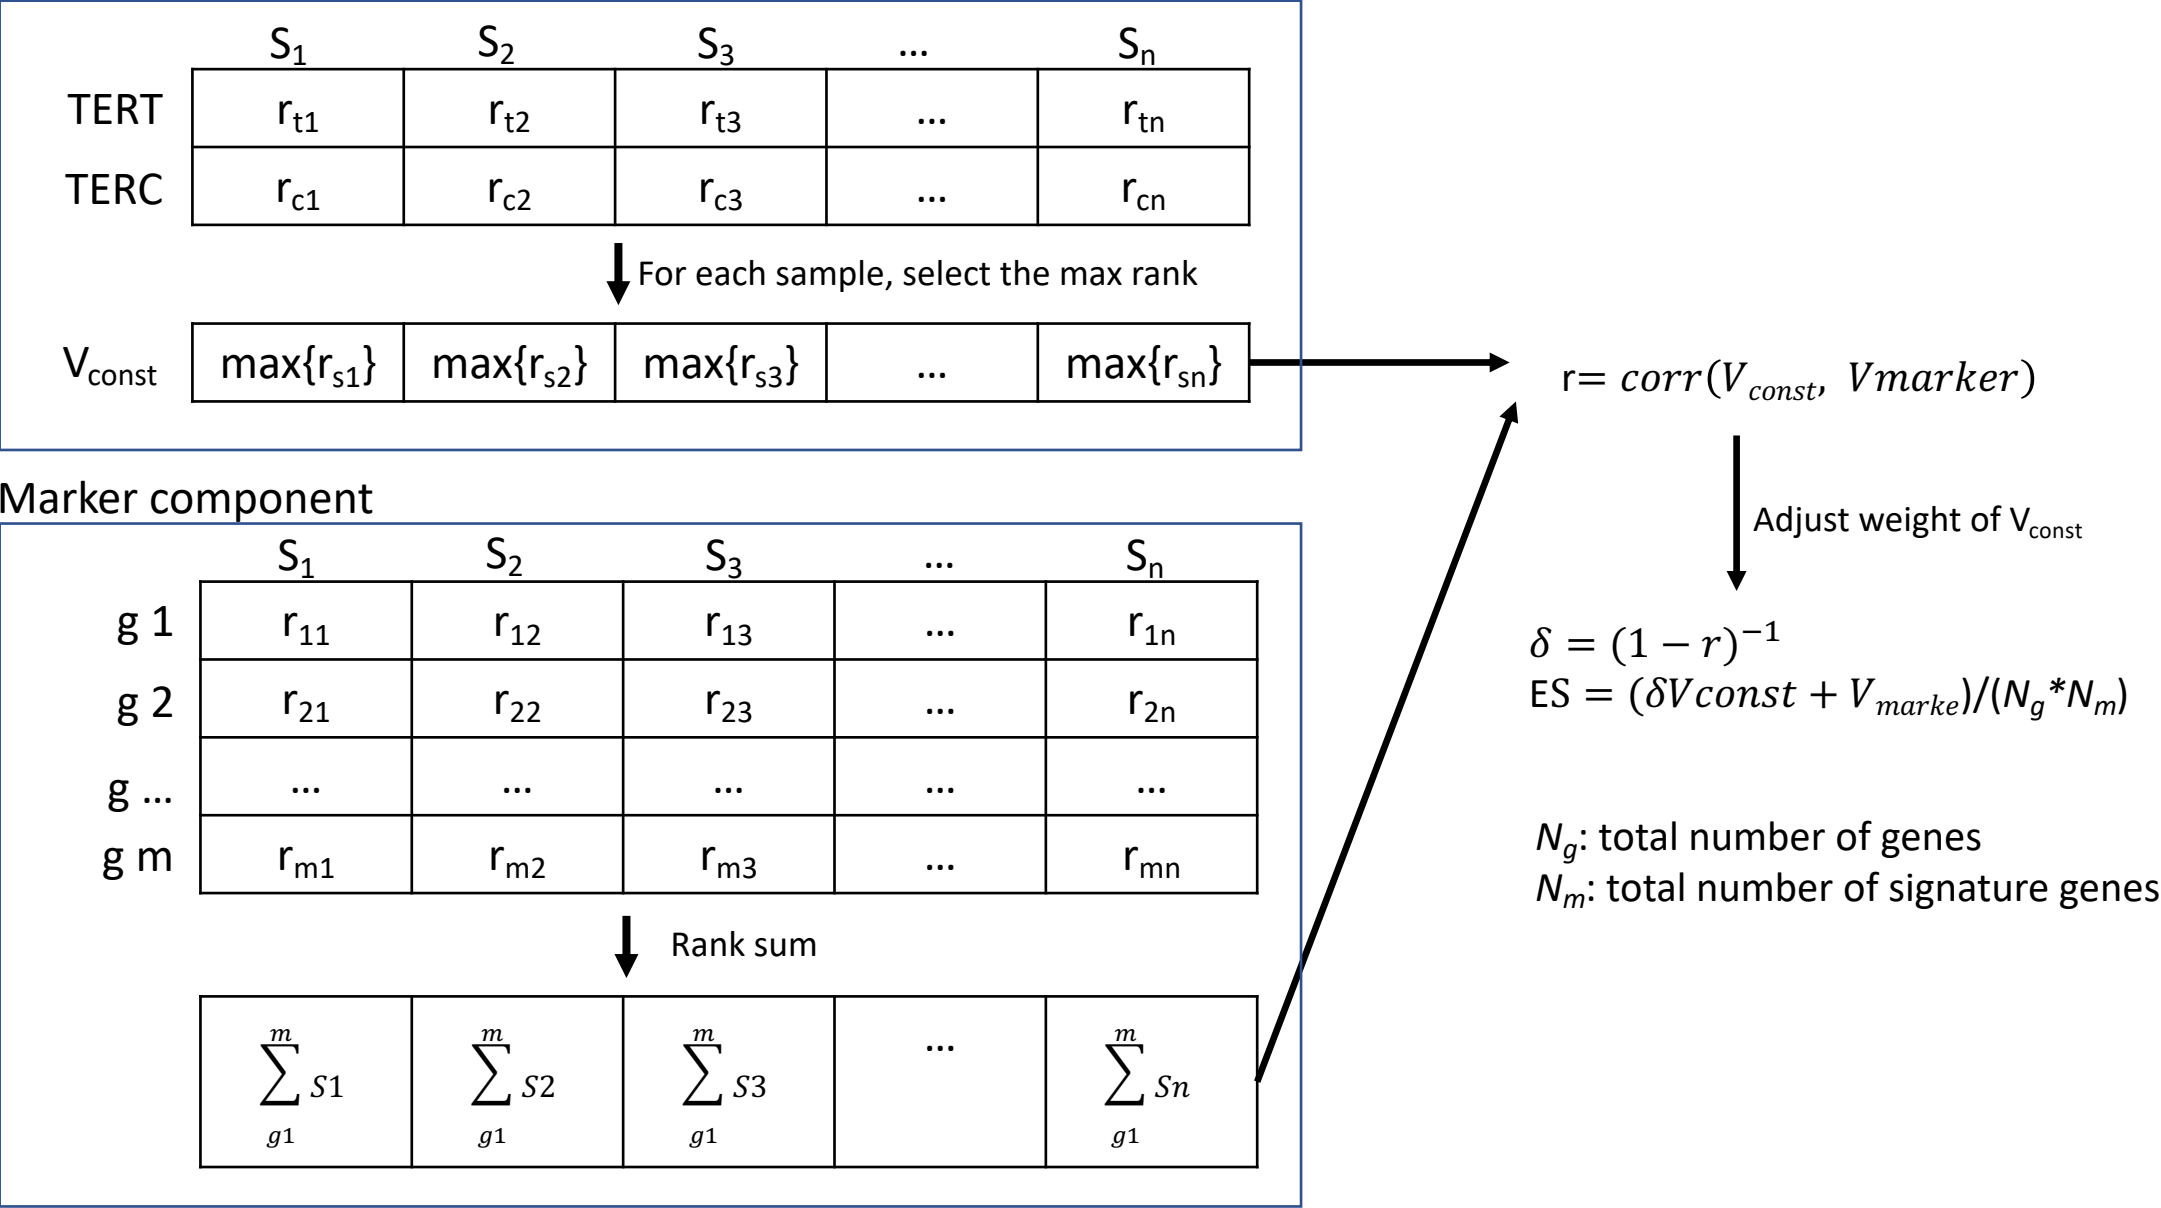 S1 S2 S3 ... Sn
TERT rt1 rt2 rt3 ... rtn
TERC rc1 rc2 rc3 ... rcn
For each sample, select the max rank
Vconst max{rs1} max{rs2} max{rs3} ... max{rsn}
r= corr(Vconst, Vmarker)
Adjust weight of Vconst
δ = (1 − r)−1
ES = (δVconst + Vmarke)/(Ng*Nm)
Ng: total number of genes
Nm: total number of signature genes
Marker component
S1 S2 S3 ... Sn
g 1 r11 r12 r13 ... r1n
g 2 r21 r22 r23 ... r2n
g ... ... ... ... ... ...
g m rm1 rm2 rm3 ... rmn
Rank sum
m m m ... m
∑ S1 ∑ S2 ∑ S3 ∑ Sn
g1 g1 g1 g1